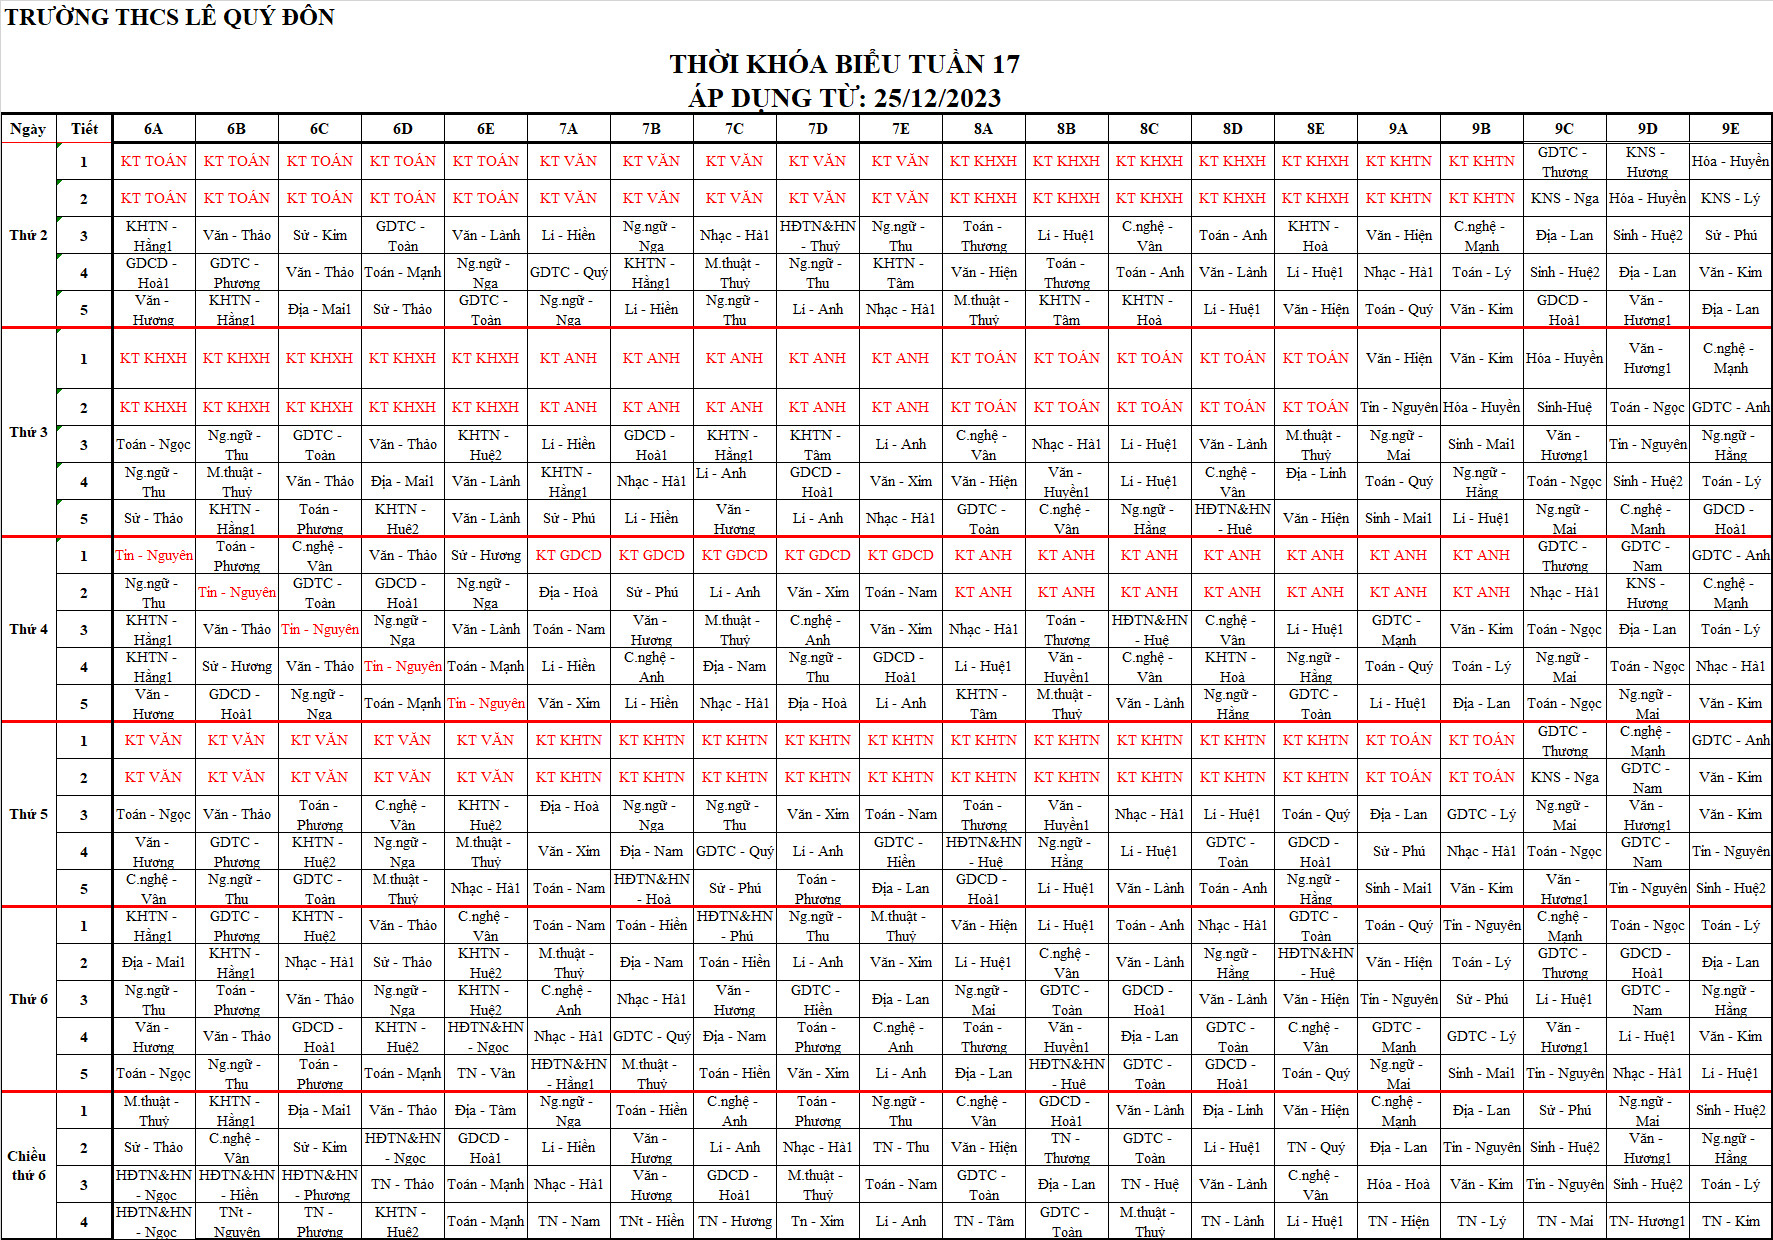 TRƯỜNG THCS LÊ QUÝ ĐÔN
THỜI KHÓA BIỂU TUẦN 17
ÁP DỤNG TỪ: 25/12/2023
Ngày Tiết 6A 6B 6C 6D 6E 7A 7B 7C 7D 7E 8A 8B 8C 8D 8E 9A 9B 9C 9D 9E
Thứ 2
1 KT TOÁN KT TOÁN KT TOÁN KT TOÁN KT TOÁN KT VĂN KT VĂN KT VĂN KT VĂN KT VĂN KT KHXH KT KHXH KT KHXH KT KHXH KT KHXH KT KHTN KT KHTN GDTC - Thương KNS - Hương Hóa - Huyền
2 KT TOÁN KT TOÁN KT TOÁN KT TOÁN KT TOÁN KT VĂN KT VĂN KT VĂN KT VĂN KT VĂN KT KHXH KT KHXH KT KHXH KT KHXH KT KHXH KT KHTN KT KHTN KNS - Nga Hóa - Huyền KNS - Lý
3 KHTN - Hằng1 Văn - Thảo Sử - Kim GDTC - Toàn Văn - Lành Li - Hiền Ng.ngữ - Nga Nhạc - Hà1 HĐTN&HN - Thuỷ Ng.ngữ - Thu Toán - Thương Li - Huệ1 C.nghệ - Vân Toán - Anh KHTN - Hoà Văn - Hiện C.nghệ - Mạnh Địa - Lan Sinh - Huệ2 Sử - Phú
4 GDCD - Hoà1 GDTC - Phương Văn - Thảo Toán - Mạnh Ng.ngữ - Nga GDTC - Quý KHTN - Hằng1 M.thuật - Thuỷ Ng.ngữ - Thu KHTN - Tâm Văn - Hiện Toán - Thương Toán - Anh Văn - Lành Li - Huệ1 Nhạc - Hà1 Toán - Lý Sinh - Huệ2 Địa - Lan Văn - Kim
5 Văn - Hương KHTN - Hằng1 Địa - Mai1 Sử - Thảo GDTC - Toàn Ng.ngữ - Nga Li - Hiền Ng.ngữ - Thu Li - Anh Nhạc - Hà1 M.thuật - Thuỷ KHTN - Tâm KHTN - Hoà Li - Huệ1 Văn - Hiện Toán - Quý Văn - Kim GDCD - Hoà1 Văn - Hương1 Địa - Lan
Thứ 3
1 KT KHXH KT KHXH KT KHXH KT KHXH KT KHXH KT ANH KT ANH KT ANH KT ANH KT ANH KT TOÁN KT TOÁN KT TOÁN KT TOÁN KT TOÁN Văn - Hiện Văn - Kim Hóa - Huyền Văn - Hương1 C.nghệ - Mạnh
2 KT KHXH KT KHXH KT KHXH KT KHXH KT KHXH KT ANH KT ANH KT ANH KT ANH KT ANH KT TOÁN KT TOÁN KT TOÁN KT TOÁN KT TOÁN Tin - Nguyên Hóa - Huyền Sinh-Huệ Toán - Ngọc GDTC - Anh
3 Toán - Ngọc Ng.ngữ - Thu GDTC - Toàn Văn - Thảo KHTN - Huệ2 Li - Hiền GDCD - Hoà1 KHTN - Hằng1 KHTN - Tâm Li - Anh C.nghệ - Vân Nhạc - Hà1 Li - Huệ1 Văn - Lành M.thuật - Thuỷ Ng.ngữ - Mai Sinh - Mai1 Văn - Hương1 Tin - Nguyên Ng.ngữ - Hằng
4 Ng.ngữ - Thu M.thuật - Thuỷ Văn - Thảo Địa - Mai1 Văn - Lành KHTN - Hằng1 Nhạc - Hà1 Li - Anh GDCD - Hoà1 Văn - Xim Văn - Hiện Văn - Huyền1 Li - Huệ1 C.nghệ - Vân Địa - Linh Toán - Quý Ng.ngữ - Hằng Toán - Ngọc Sinh - Huệ2 Toán - Lý
5 Sử - Thảo KHTN - Hằng1 Toán - Phương KHTN - Huệ2 Văn - Lành Sử - Phú Li - Hiền Văn - Hương Li - Anh Nhạc - Hà1 GDTC - Toàn C.nghệ - Vân Ng.ngữ - Hằng HĐTN&HN - Huệ Văn - Hiện Sinh - Mai1 Li - Huệ1 Ng.ngữ - Mai C.nghệ - Mạnh GDCD - Hoà1
Thứ 4
1 Tin - Nguyên Toán - Phương C.nghệ - Vân Văn - Thảo Sử - Hương KT GDCD KT GDCD KT GDCD KT GDCD KT GDCD KT ANH KT ANH KT ANH KT ANH KT ANH KT ANH KT ANH GDTC - Thương GDTC - Nam GDTC - Anh
2 Ng.ngữ - Thu Tin - Nguyên GDTC - Toàn GDCD - Hoà1 Ng.ngữ - Nga Địa - Hoà Sử - Phú Li - Anh Văn - Xim Toán - Nam KT ANH KT ANH KT ANH KT ANH KT ANH KT ANH KT ANH Nhạc - Hà1 KNS - Hương C.nghệ - Mạnh
3 KHTN - Hằng1 Văn - Thảo Tin - Nguyên Ng.ngữ - Nga Văn - Lành Toán - Nam Văn - Hương M.thuật - Thuỷ C.nghệ - Anh Văn - Xim Nhạc - Hà1 Toán - Thương HĐTN&HN - Huệ C.nghệ - Vân Li - Huệ1 GDTC - Mạnh Văn - Kim Toán - Ngọc Địa - Lan Toán - Lý
4 KHTN - Hằng1 Sử - Hương Văn - Thảo Tin - Nguyên Toán - Mạnh Li - Hiền C.nghệ - Anh Địa - Nam Ng.ngữ - Thu GDCD - Hoà1 Li - Huệ1 Văn - Huyền1 C.nghệ - Vân KHTN - Hoà Ng.ngữ - Hằng Toán - Quý Toán - Lý Ng.ngữ - Mai Toán - Ngọc Nhạc - Hà1
5 Văn - Hương GDCD - Hoà1 Ng.ngữ - Nga Toán - Mạnh Tin - Nguyên Văn - Xim Li - Hiền Nhạc - Hà1 Địa - Hoà Li - Anh KHTN - Tâm M.thuật - Thuỷ Văn - Lành Ng.ngữ - Hằng GDTC - Toàn Li - Huệ1 Địa - Lan Toán - Ngọc Ng.ngữ - Mai Văn - Kim
Thứ 5
1 KT VĂN KT VĂN KT VĂN KT VĂN KT VĂN KT KHTN KT KHTN KT KHTN KT KHTN KT KHTN KT KHTN KT KHTN KT KHTN KT KHTN KT KHTN KT TOÁN KT TOÁN GDTC - Thương C.nghệ - Mạnh GDTC - Anh
2 KT VĂN KT VĂN KT VĂN KT VĂN KT VĂN KT KHTN KT KHTN KT KHTN KT KHTN KT KHTN KT KHTN KT KHTN KT KHTN KT KHTN KT KHTN KT TOÁN KT TOÁN KNS - Nga GDTC - Nam Văn - Kim
3 Toán - Ngọc Văn - Thảo Toán - Phương C.nghệ - Vân KHTN - Huệ2 Địa - Hoà Ng.ngữ - Nga Ng.ngữ - Thu Văn - Xim Toán - Nam Toán - Thương Văn - Huyền1 Nhạc - Hà1 Li - Huệ1 Toán - Quý Địa - Lan GDTC - Lý Ng.ngữ - Mai Văn - Hương1 Văn - Kim
4 Văn - Hương GDTC - Phương KHTN - Huệ2 Ng.ngữ - Nga M.thuật - Thuỷ Văn - Xim Địa - Nam GDTC - Quý Li - Anh GDTC - Hiền HĐTN&HN - Huệ Ng.ngữ - Hằng Li - Huệ1 GDTC - Toàn GDCD - Hoà1 Sử - Phú Nhạc - Hà1 Toán - Ngọc GDTC - Nam Tin - Nguyên
5 C.nghệ - Vân Ng.ngữ - Thu GDTC - Toàn M.thuật - Thuỷ Nhạc - Hà1 Toán - Nam HĐTN&HN - Hoà Sử - Phú Toán - Phương Địa - Lan GDCD - Hoà1 Li - Huệ1 Văn - Lành Toán - Anh Ng.ngữ - Hằng Sinh - Mai1 Văn - Kim Văn - Hương1 Tin - Nguyên Sinh - Huệ2
Thứ 6
1 KHTN - Hằng1 GDTC - Phương KHTN - Huệ2 Văn - Thảo C.nghệ - Vân Toán - Nam Toán - Hiền HĐTN&HN - Phú Ng.ngữ - Thu M.thuật - Thuỷ Văn - Hiện Li - Huệ1 Toán - Anh Nhạc - Hà1 GDTC - Toàn Toán - Quý Tin - Nguyên C.nghệ - Mạnh Toán - Ngọc Toán - Lý
2 Địa - Mai1 KHTN - Hằng1 Nhạc - Hà1 Sử - Thảo KHTN - Huệ2 M.thuật - Thuỷ Địa - Nam Toán - Hiền Li - Anh Văn - Xim Li - Huệ1 C.nghệ - Vân Văn - Lành Ng.ngữ - Hằng HĐTN&HN - Huệ Văn - Hiện Toán - Lý GDTC - Thương GDCD - Hoà1 Địa - Lan
3 Ng.ngữ - Thu Toán - Phương Văn - Thảo Ng.ngữ - Nga KHTN - Huệ2 C.nghệ - Anh Nhạc - Hà1 Văn - Hương GDTC - Hiền Địa - Lan Ng.ngữ - Mai GDTC - Toàn GDCD - Hoà1 Văn - Lành Văn - Hiện Tin - Nguyên Sử - Phú Li - Huệ1 GDTC - Nam Ng.ngữ - Hằng
4 Văn - Hương Văn - Thảo GDCD - Hoà1 KHTN - Huệ2 HĐTN&HN - Ngọc Nhạc - Hà1 GDTC - Quý Địa - Nam Toán - Phương C.nghệ - Anh Toán - Thương Văn - Huyền1 Địa - Lan GDTC - Toàn C.nghệ - Vân GDTC - Mạnh GDTC - Lý Văn - Hương1 Li - Huệ1 Văn - Kim
5 Toán - Ngọc Ng.ngữ - Thu Toán - Phương Toán - Mạnh TN - Vân HĐTN&HN - Hằng1 M.thuật - Thuỷ Toán - Hiền Văn - Xim Li - Anh Địa - Lan HĐTN&HN - Huệ GDTC - Toàn GDCD - Hoà1 Toán - Quý Ng.ngữ - Mai Sinh - Mai1 Tin - Nguyên Nhạc - Hà1 Li - Huệ1
Chiều thứ 6
1 M.thuật - Thuỷ KHTN - Hằng1 Địa - Mai1 Văn - Thảo Địa - Tâm Ng.ngữ - Nga Toán - Hiền C.nghệ - Anh Toán - Phương Ng.ngữ - Thu C.nghệ - Vân GDCD - Hoà1 Văn - Lành Địa - Linh Văn - Hiện C.nghệ - Mạnh Địa - Lan Sử - Phú Ng.ngữ - Mai Sinh - Huệ2
2 Sử - Thảo C.nghệ - Vân Sử - Kim HĐTN&HN - Ngọc GDCD - Hoà1 Li - Hiền Văn - Hương Li - Anh Nhạc - Hà1 TN - Thu Văn - Hiện TN - Thương GDTC - Toàn Li - Huệ1 TN - Quý Địa - Lan Tin - Nguyên Sinh - Huệ2 Văn - Hương1 Ng.ngữ - Hằng
3 HĐTN&HN - Ngọc HĐTN&HN - Hiền HĐTN&HN - Phương TN - Thảo Toán - Mạnh Nhạc - Hà1 Văn - Hương GDCD - Hoà1 M.thuật - Thuỷ Toán - Nam GDTC - Toàn Địa - Lan TN - Huệ Văn - Lành C.nghệ - Vân Hóa - Hoà Văn - Kim Tin - Nguyên Sinh - Huệ2 Toán - Lý
4 HĐTN&HN - Ngọc TNt - Nguyên TN - Phương KHTN - Huệ2 Toán - Mạnh TN - Nam TNt - Hiền TN - Hương Tn - Xim Li - Anh TN - Tâm GDTC - Toàn M.thuật - Thuỷ TN - Lành Li - Huệ1 TN - Hiện TN - Lý TN - Mai TN- Hương1 TN - Kim